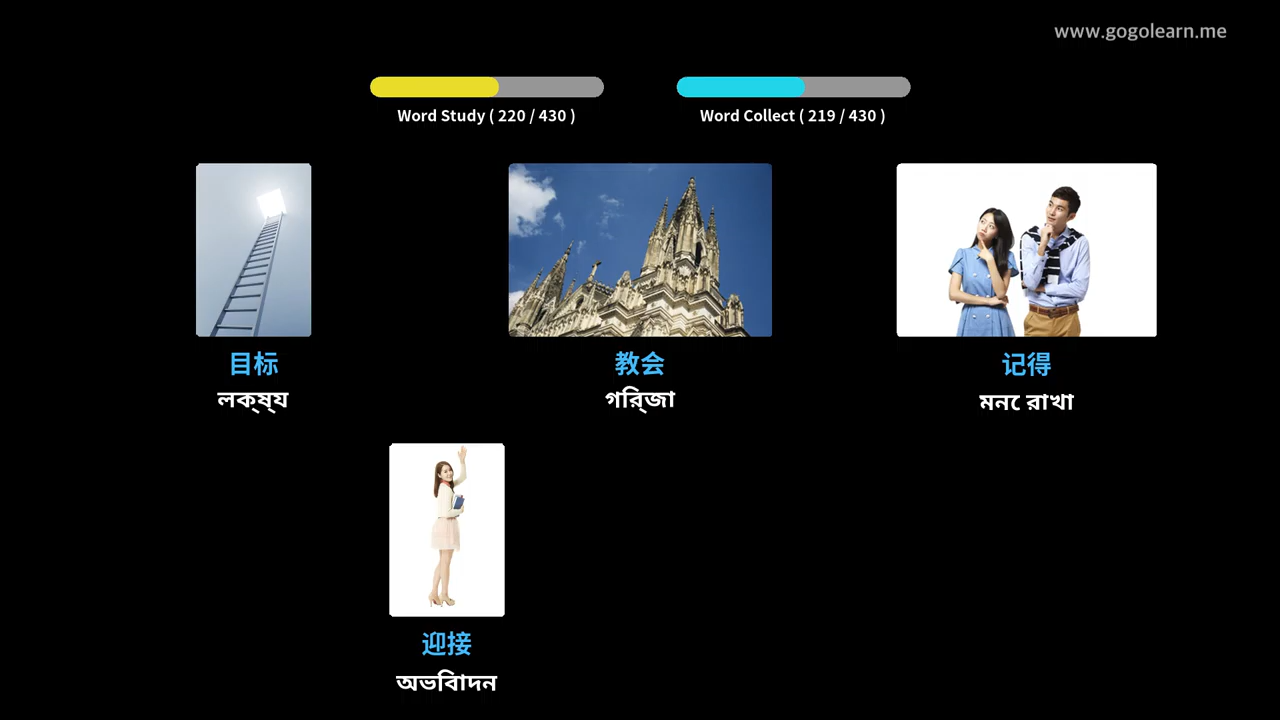 www.gogolearn.me
Word Study ( 220 / 430 )
Word Collect ( 219 / 430 )
目标
লক্ষ্য
教会
গির্জা
记得
মনে রাখা
迎接
অভিবাদন